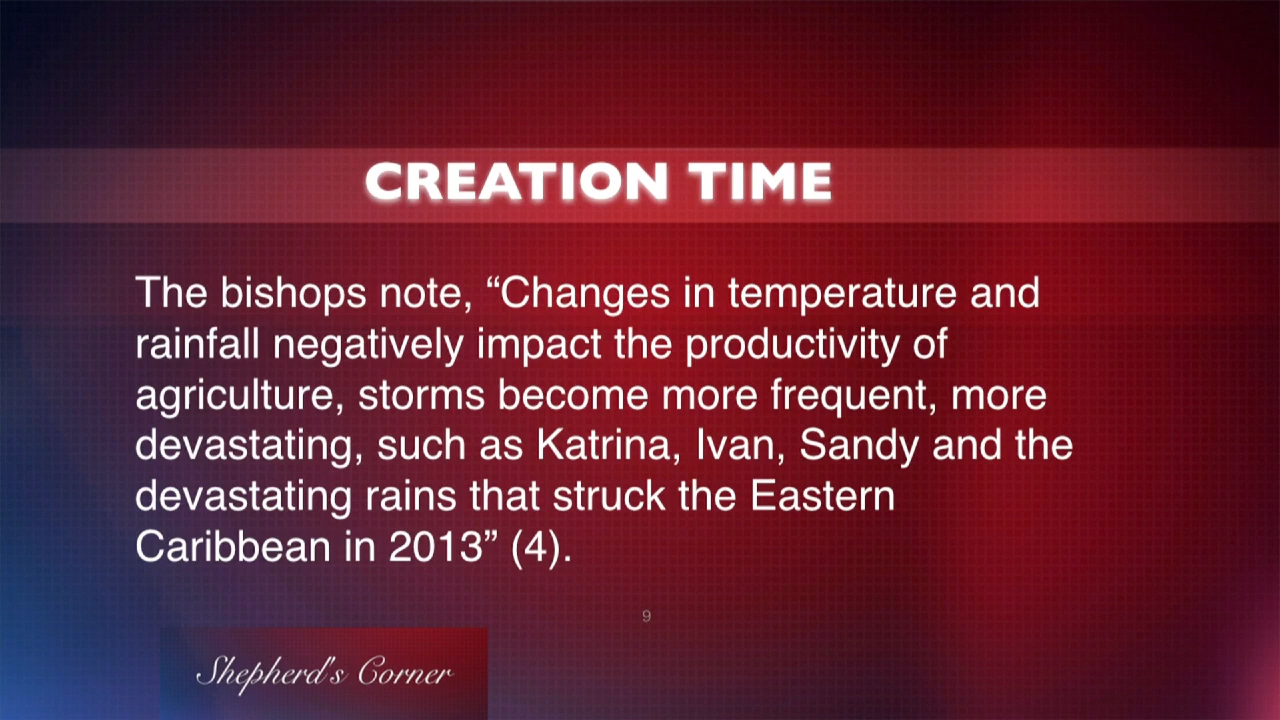 CREATION TIME
The bishops note, “Changes in temperature and
rainfall negatively impact the productivity of
agriculture, storms become more frequent, more
devastating, such as Katrina, Ivan, Sandy and the
devastating rains that struck the Eastern
Caribbean in 2013” (4).
9
Shepherd's Corner